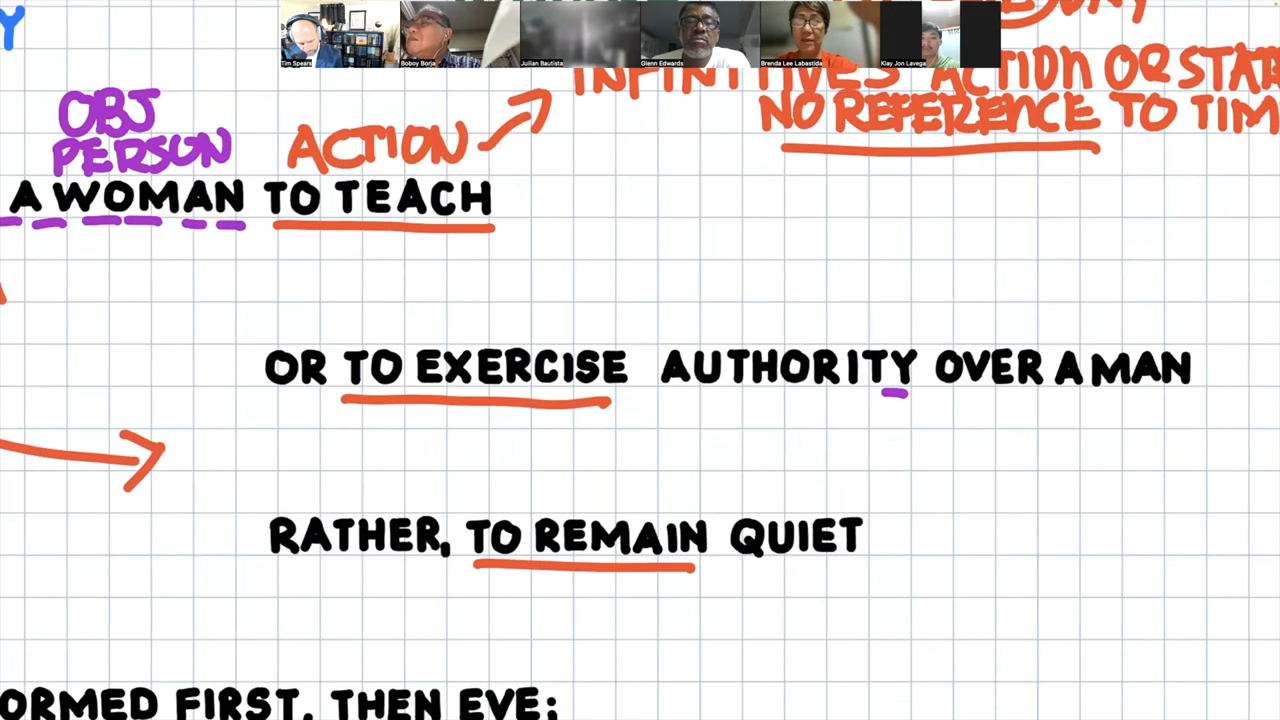 Y
Tim Spears
Boboy Borja
Jullian Bautista
Glenn Edwards
Brenda Lee Labastida
Klay Jon Lavega
INFINITIVES ACTION OR STAT
NO REFERENCE TO TIM
OBJ
PERSON
ACTION
A WOMAN TO TEACH
OR TO EXERCISE AUTHORITY OVER A MAN
RATHER, TO REMAIN QUIET
ORMED FIRST, THEN EVE;